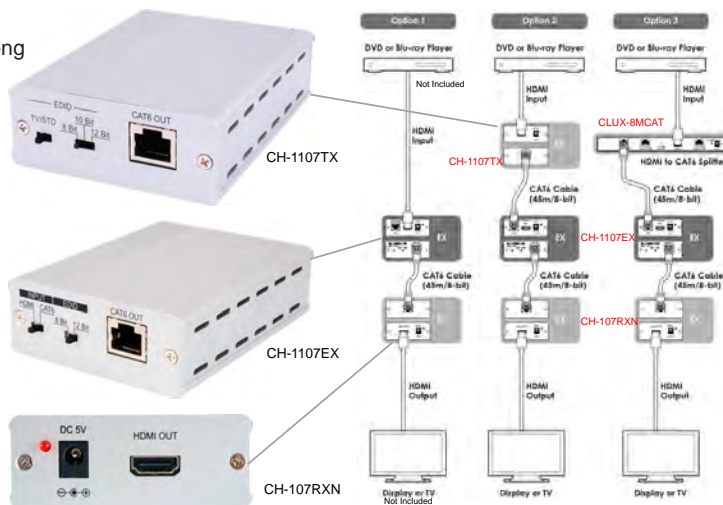 ong
EDID
TV/STD
8 Bit
10 Bit
12 Bit
CAT6 OUT
CH-1107TX
INPUT
EDID
HDMI
CAT6
8 Bit
12 Bit
CAT6 OUT
CH-1107EX
DC 5V
HDMI OUT
CH-107RXN
Option 1
DVD or Blu-ray Player
Not Included
HDMI
Input
EX
CAT6 Cable
(45m/8-bit)
HDMI
Output
Display or TV
Not Included
Option 2
DVD or Blu-ray Player
HDMI
Input
CH-1107TX
CAT6 Cable
(45m/8-bit)
EX
CH-1107EX
CAT6 Cable
(45m/8-bit)
CH-107RXN
HDMI
Output
Display or TV
Option 3
DVD or Blu-ray Player
HDMI
Input
CLUX-8MCAT
HDMI to CAT6 Splitter
CAT6 Cable
(45m/8-bit)
EX
CAT6 Cable
(45m/8-bit)
HDMI
Output
Display or TV